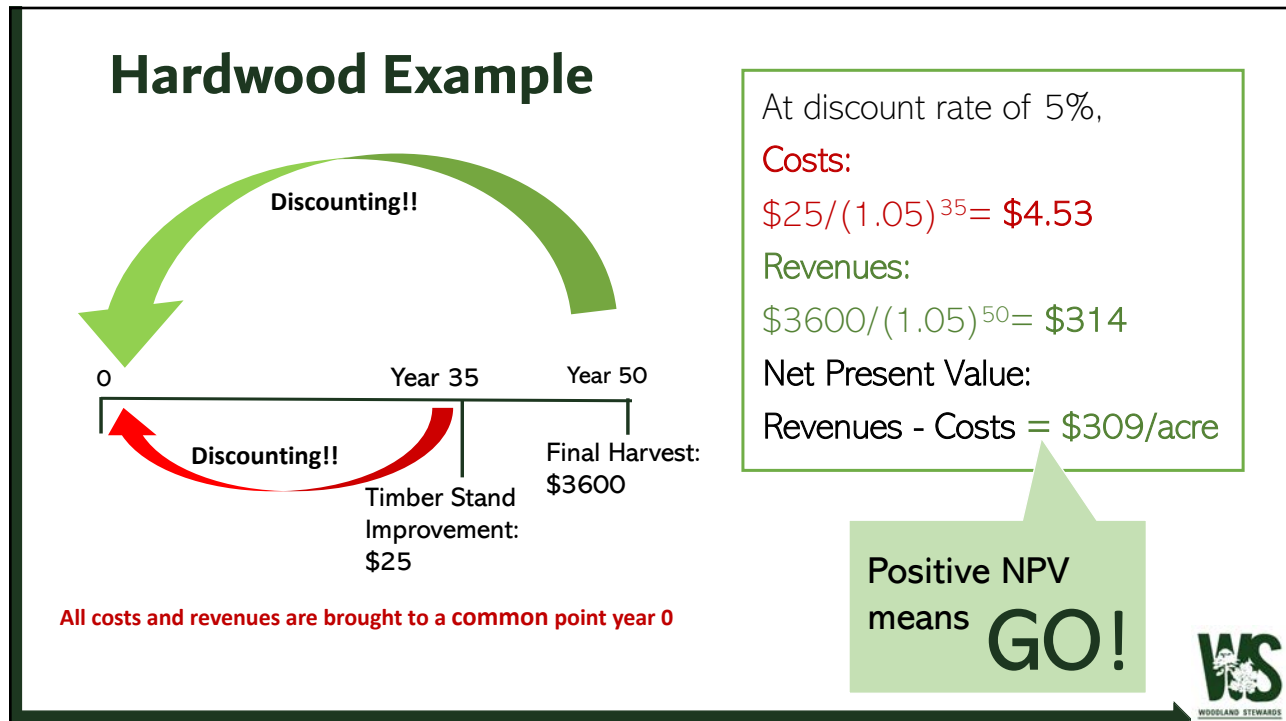 Hardwood Example
Discounting!!
0
Year 35
Year 50
Discounting!!
Timber Stand
Improvement:
$25
Final Harvest:
$3600
All costs and revenues are brought to a common point year 0
At discount rate of 5%,
Costs:
$25/(1.05)³⁵= $4.53
Revenues:
$3600/(1.05)⁵⁰= $314
Net Present Value:
Revenues - Costs = $309/acre
Positive NPV
means GO!
WS
WOODLAND STEWARDS